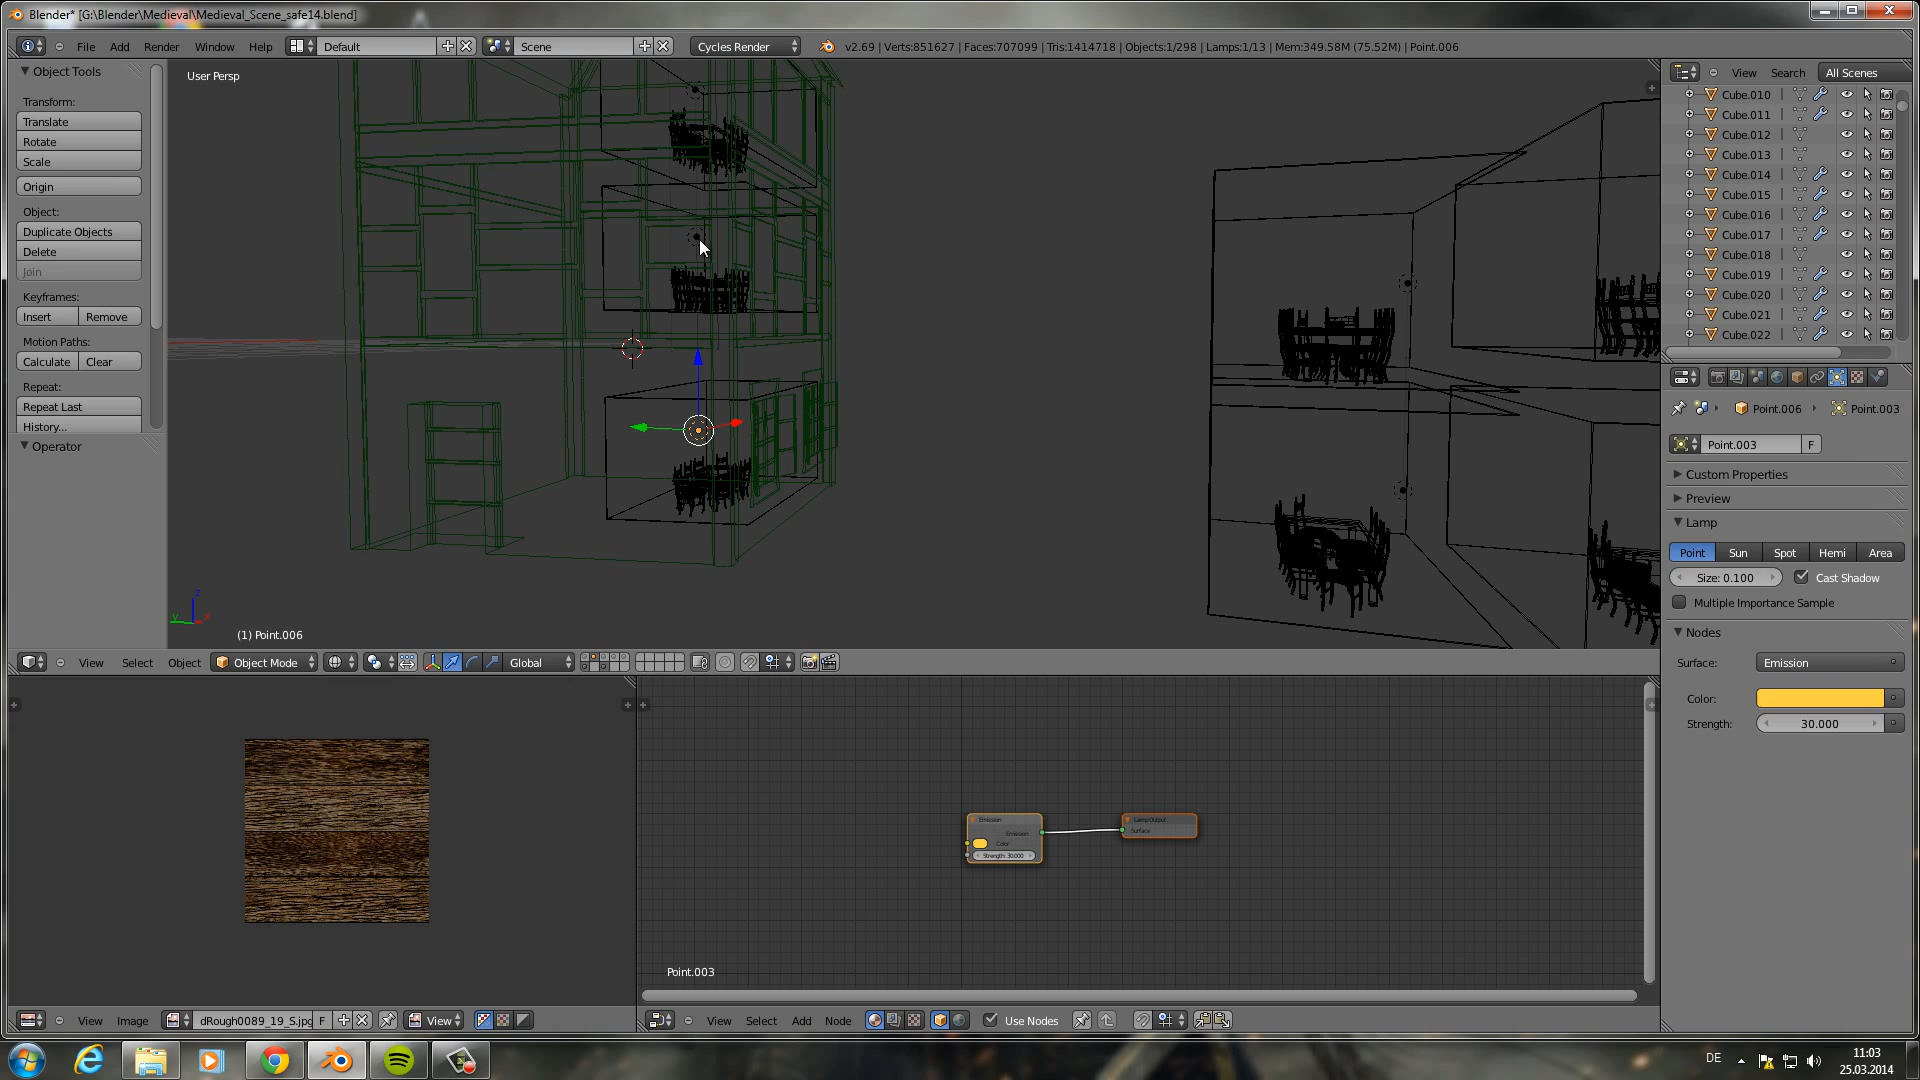 Blender* [G:\Blender\Medieval\Medieval_Scene_safe14.blend]
File Add Render Window Help Default Scene Cycles Render v2.69 | Verts:851627 | Faces:707099 | Tris:1414718 | Objects:1/298 | Lamps:1/13 | Mem:349.58M (75.52M) | Point.006
Object Tools
Transform:
Translate
Rotate
Scale
Origin
Object:
Duplicate Objects
Delete
Join
Keyframes:
Insert Remove
Motion Paths:
Calculate Clear
Repeat:
Repeat Last
History...
Operator
User Persp
z
y x
(1) Point.006
View Select Object Object Mode Global
View Search All Scenes
Cube.010
Cube.011
Cube.012
Cube.013
Cube.014
Cube.015
Cube.016
Cube.017
Cube.018
Cube.019
Cube.020
Cube.021
Cube.022
Point.006 Point.003
Point.003 F
Custom Properties
Preview
Lamp
Point Sun Spot Hemi Area
Size: 0.100 Cast Shadow
Multiple Importance Sample
Nodes
Surface: Emission
Color:
Strength: 30.000
Emission
Emission
Color
Strength: 30.000
Lamp Output
Surface
Point.003
View Image dRough0089_19_S.jpg F View
View Select Add Node Use Nodes
DE
11:03
25.03.2014